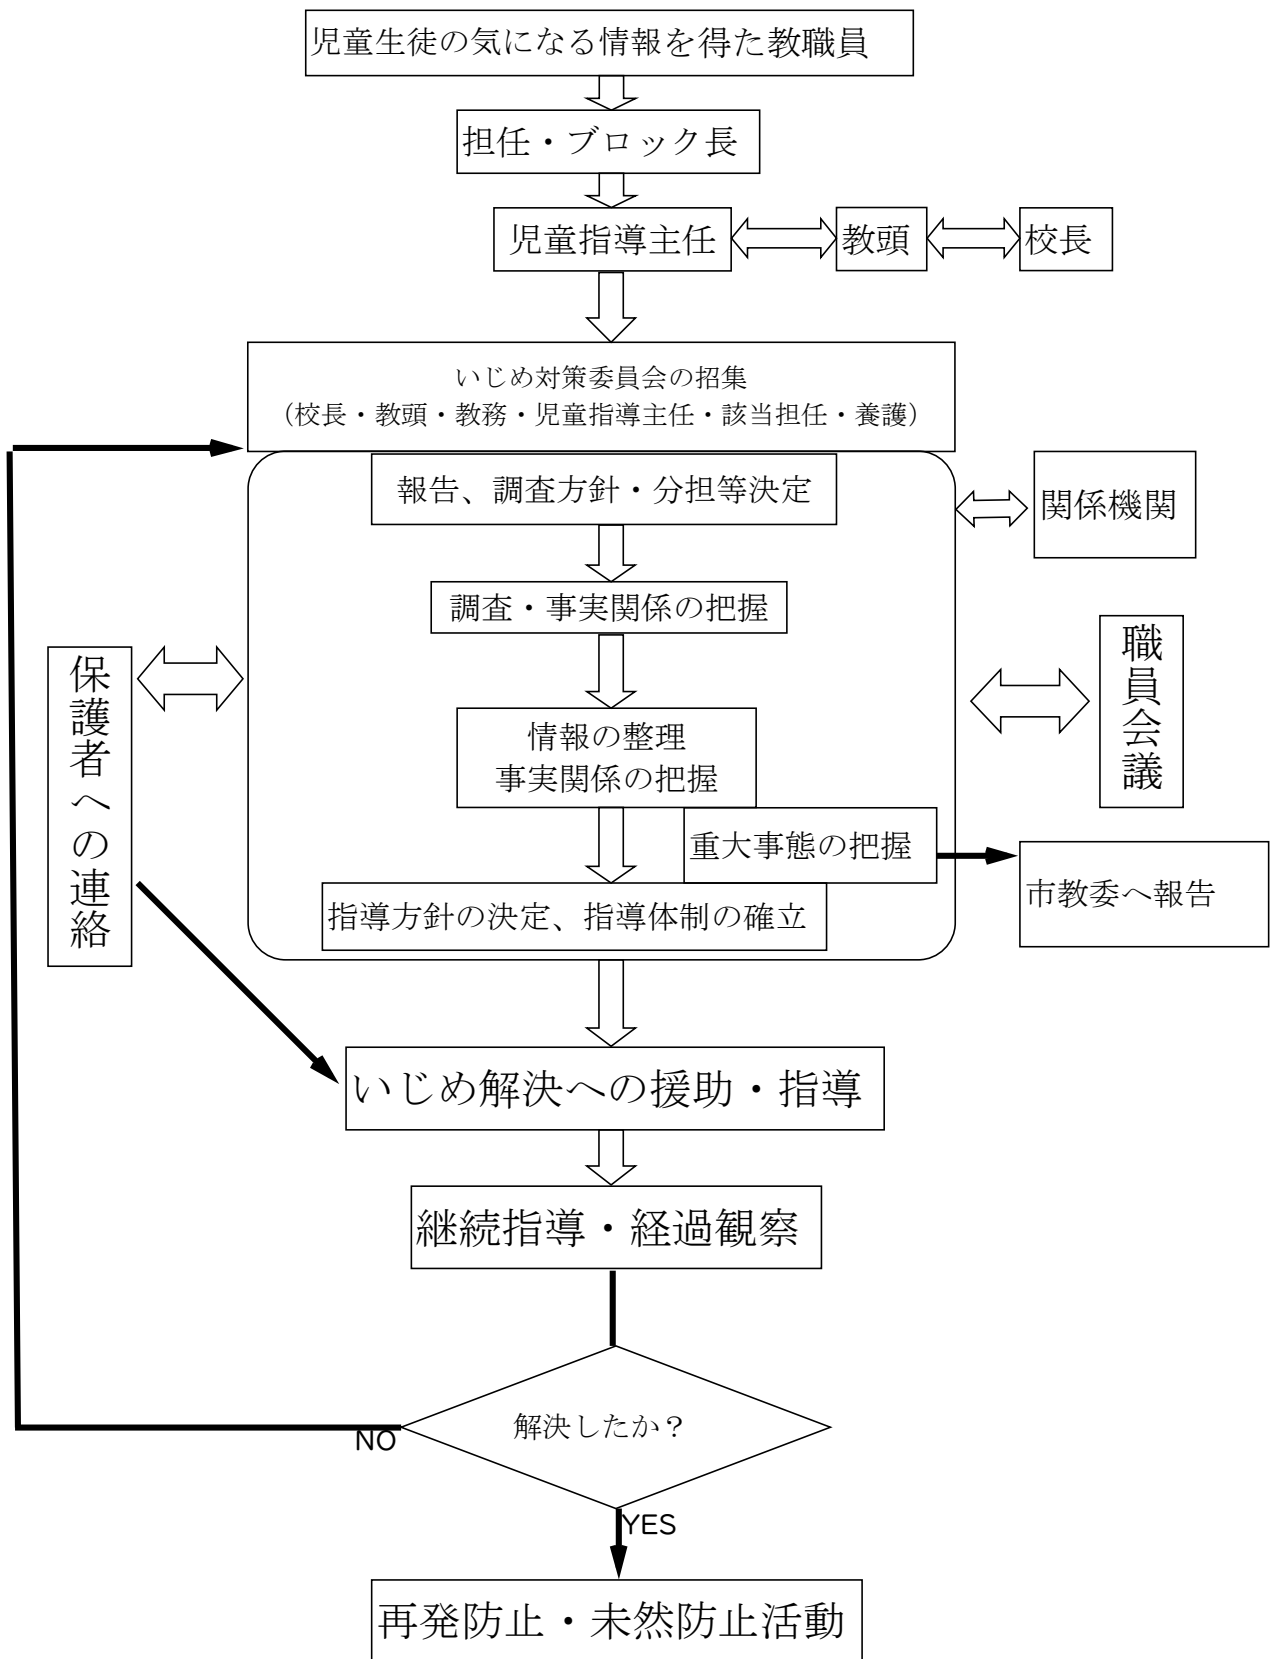 児童生徒の気になる情報を得た教職員
担任・ブロック長
児童指導主任
教頭
校長
いじめ対策委員会の招集
（校長・教頭・教務・児童指導主任・該当担任・養護）
報告、調査方針・分担等決定
関係機関
調査・事実関係の把握
保護者への連絡
職員会議
情報の整理
事実関係の把握
重大事態の把握
市教委へ報告
指導方針の決定、指導体制の確立
いじめ解決への援助・指導
継続指導・経過観察
解決したか？
NO
YES
再発防止・未然防止活動